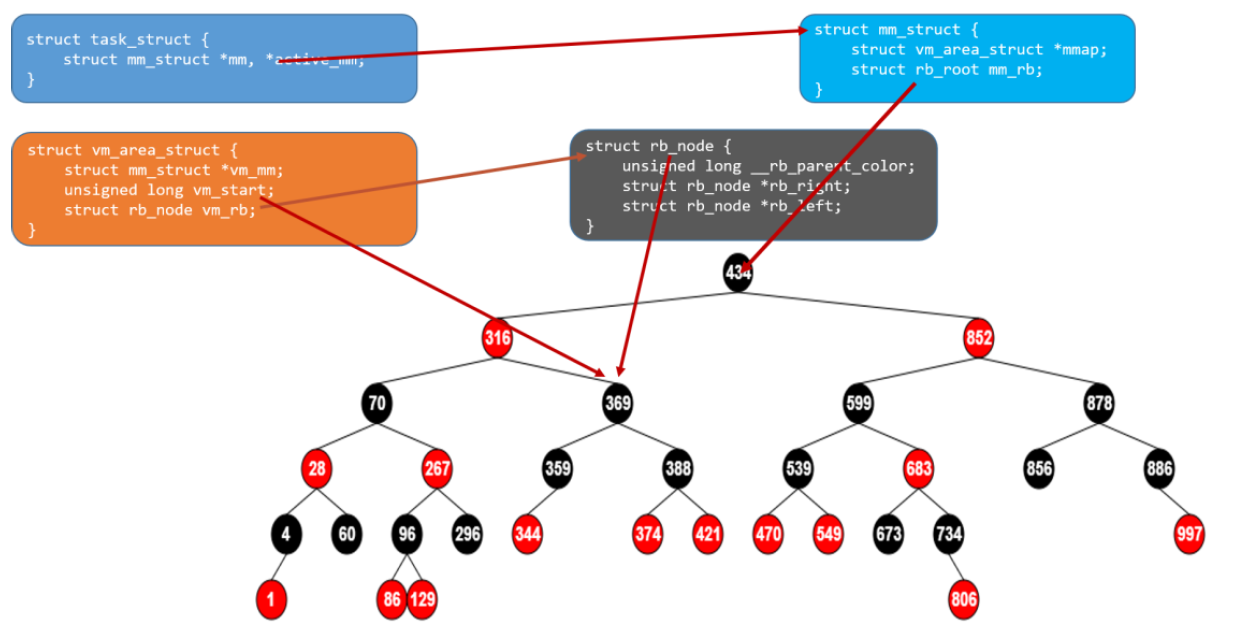 struct task_struct {
struct mm_struct *mm, *active_mm;
}
struct mm_struct {
struct vm_area_struct *mmap;
struct rb_root mm_rb;
}
struct vm_area_struct {
struct mm_struct *vm_mm;
unsigned long vm_start;
struct rb_node vm_rb;
}
struct rb_node {
unsigned long __rb_parent_color;
struct rb_node *rb_right;
struct rb_node *rb_left;
}
434
316 852
70 369 599 878
28 267 359 388 539 683 856 886
4 60 96 296 344 374 421 470 549 673 734 997
1 86 129 806